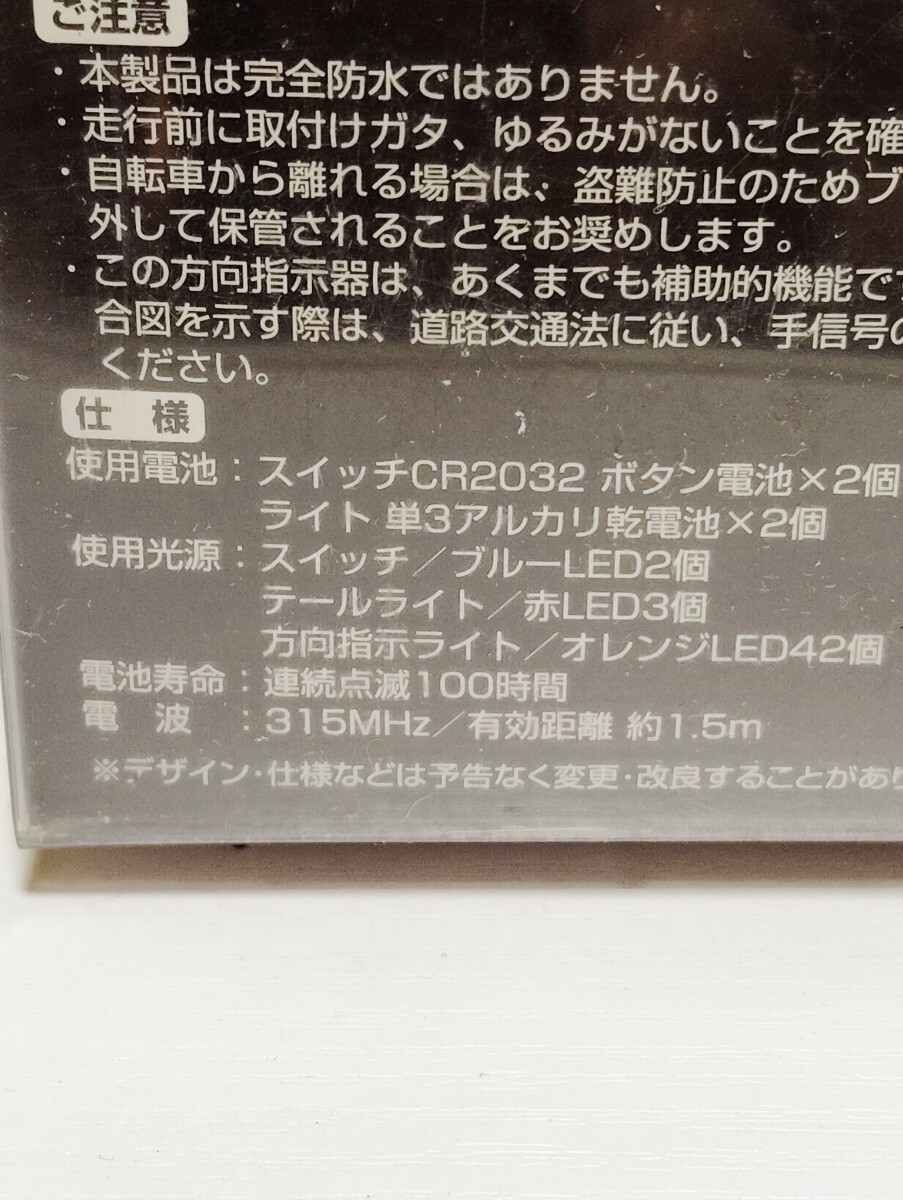 ご注意
・本製品は完全防水ではありません。
・走行前に取付けガタ、ゆるみがないことを確
・自転車から離れる場合は、盗難防止のためブ
外して保管されることをお奨めします。
・この方向指示器は、あくまでも補助的機能で
合図を示す際は、道路交通法に従い、手信号の
ください。
仕 様
使用電池：スイッチCR2032 ボタン電池×2個
ライト 単3アルカリ乾電池×2個
使用光源：スイッチ／ブルーLED2個
テールライト／赤LED3個
方向指示ライト／オレンジLED42個
電池寿命：連続点滅100時間
電 波 ：315MHz／有効距離 約1.5m
※デザイン・仕様などは予告なく変更・改良することがあり